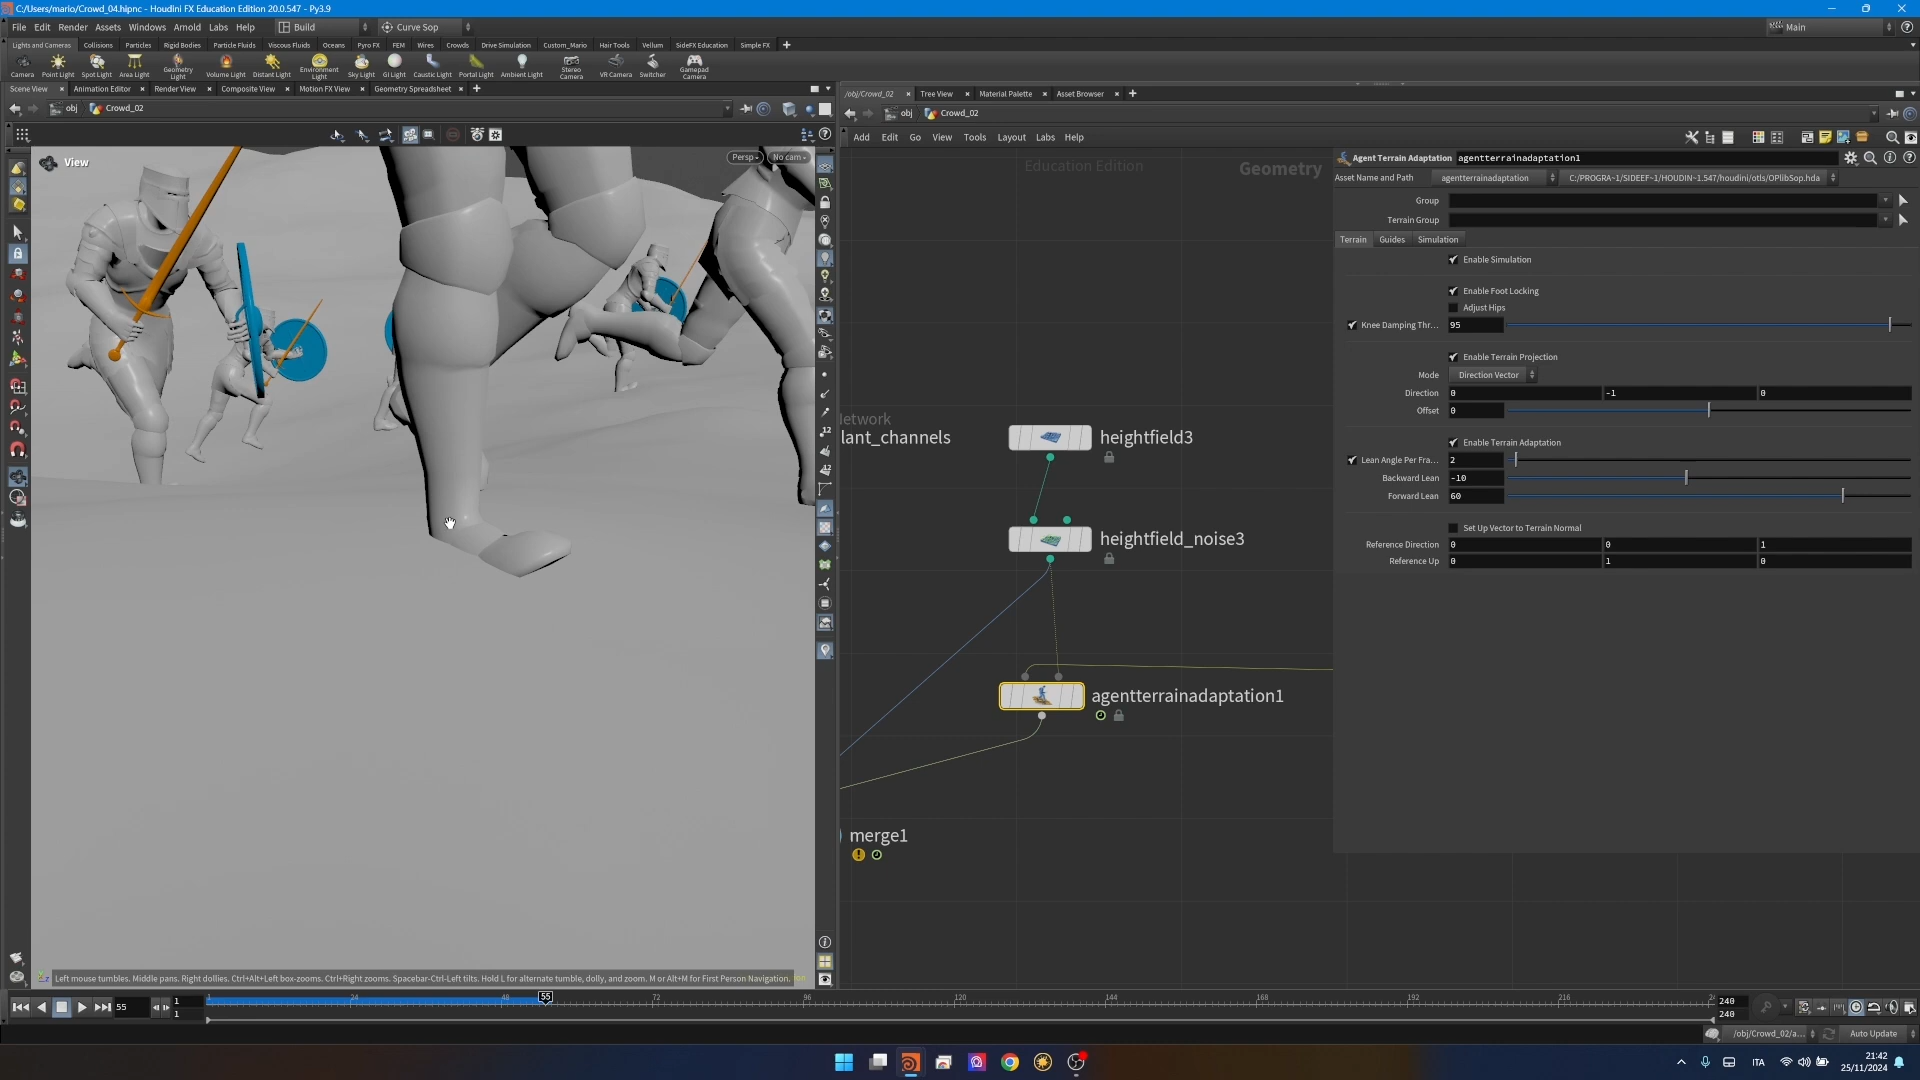 C:/Users/mario/Crowd_04.hipnc - Houdini FX Education Edition 20.0.547 - Py3.9
File Edit Render Assets Windows Arnold Labs Help Build Curve Sop Main
Lights and Cameras Collisions Particles Rigid Bodies Particle Fluids Viscous Fluids Oceans Pyro FX FEM Wires Crowds Drive Simulation Custom_Mario Hair Tools Vellum SideFX Education Simple FX
Camera Point Light Spot Light Area Light Geometry Light Volume Light Distant Light Environment Light Sky Light GI Light Caustic Light Portal Light Ambient Light Stereo Camera VR Camera Switcher Gamepad Camera
Scene View Animation Editor Render View Composite View Motion FX View Geometry Spreadsheet
obj Crowd_02
View
Persp No cam
Left mouse tumbles. Middle pans. Right dollies. Ctrl+Alt+Left box-zooms. Ctrl+Right zooms. Spacebar-Ctrl-Left tilts. Hold L for alternate tumble, dolly, and zoom. M or Alt+M for First Person Navigation.
/obj/Crowd_02 Tree View Material Palette Asset Browser
obj Crowd_02
Add Edit Go View Tools Layout Labs Help
Education Edition Geometry
etwork
lant_channels
heightfield3
heightfield_noise3
agentterrainadaptation1
merge1
Agent Terrain Adaptation agentterrainadaptation1
Asset Name and Path agentterrainadaptation C:/PROGRA~1/SIDEEF~1/HOUDIN~1.547/houdini/otls/OPlibSop.hda
Group
Terrain Group
Terrain Guides Simulation
Enable Simulation
Enable Foot Locking
Adjust Hips
Knee Damping Thr... 95
Enable Terrain Projection
Mode Direction Vector
Direction 0 -1 0
Offset 0
Enable Terrain Adaptation
Lean Angle Per Fra... 2
Backward Lean -10
Forward Lean 60
Set Up Vector to Terrain Normal
Reference Direction 0 0 1
Reference Up 0 1 0
55 1 1
24 48 55 72 96 120 144 168 192 216
240 240
/obj/Crowd_02/a... Auto Update
ITA
21:42
25/11/2024